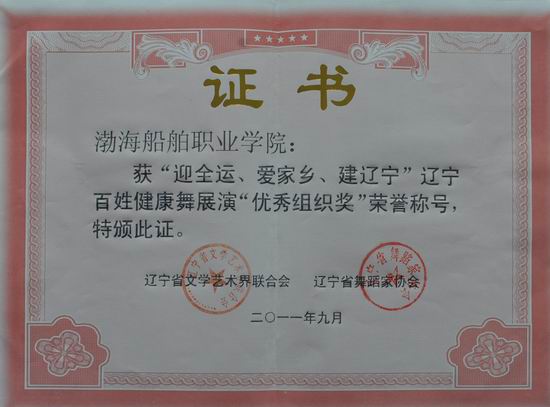 证书
渤海船舶职业学院：
获“迎全运、爱家乡、建辽宁”辽宁
百姓健康舞展演“优秀组织奖”荣誉称号，
特颁此证。
辽宁省文学艺术界联合会 辽宁省舞蹈家协会
二〇一一年九月